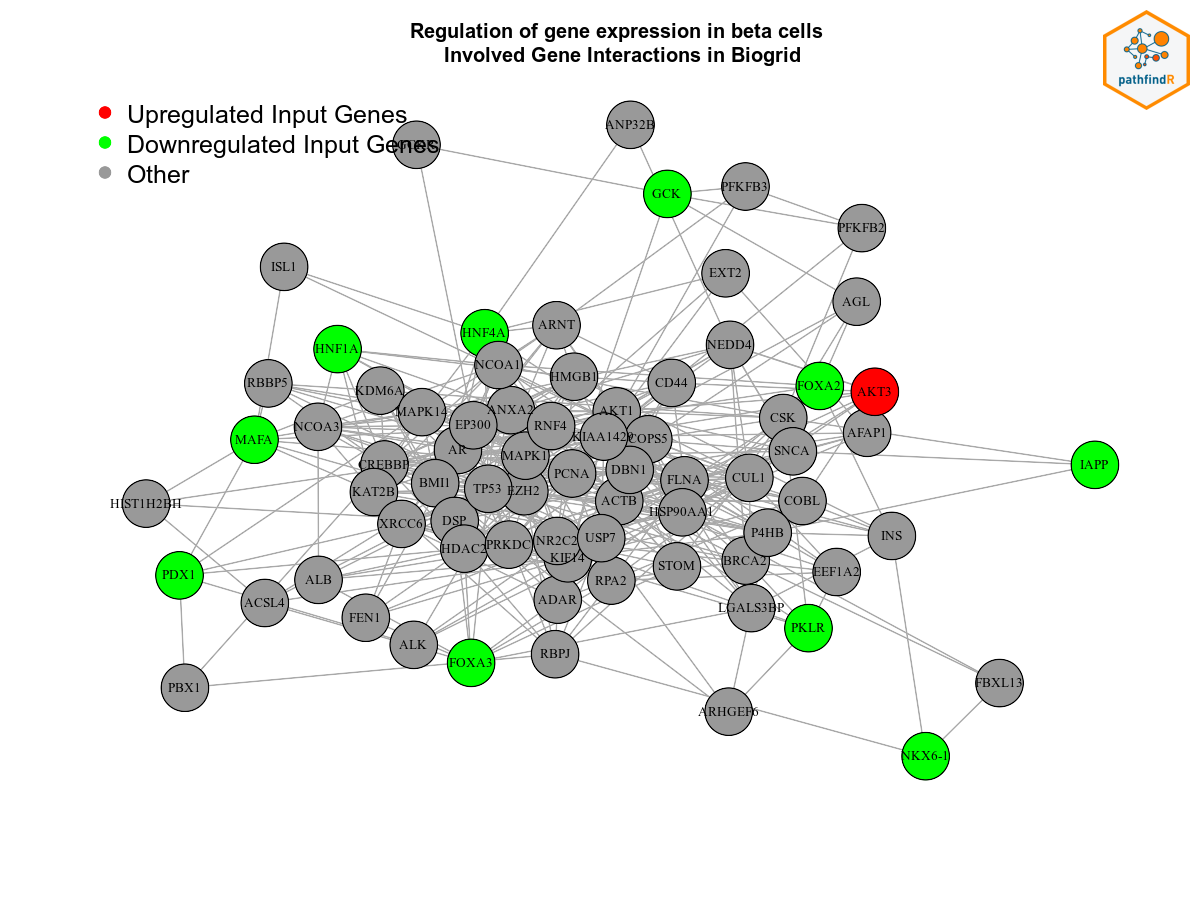 Regulation of gene expression in beta cells
Involved Gene Interactions in Biogrid
pathfindR
Upregulated Input Genes
Downregulated Input Genes
Other
ANP32B
GCK
PFKFB3
PFKFB2
ISL1
EXT2
AGL
HNF4A
ARNT
HNF1A
NEDD4
NCOA1
HMGB1
RBBP5
KDM6A
CD44
FOXA2
AKT3
MAPK14
ANXA2
AKT1
CSK
NCOA3
EP300
RNF4
KIAA1429
COPS5
AFAP1
MAFA
AR
MAPK1
SNCA
CREBBP
DBN1
IAPP
BMI1
TP53
PCNA
FLNA
CUL1
KAT2B
EZH2
ACTB
COBL
HIST1H2BH
XRCC6
DSP
HSP90AA1
HDAC2
PRKDC
NR2C2
USP7
P4HB
INS
KIF14
PDX1
ALB
RPA2
STOM
BRCA2
EEF1A2
ACSL4
FEN1
ADAR
LGALS3BP
ALK
PKLR
FOXA3
RBPJ
PBX1
FBXL13
ARHGEF6
NKX6-1